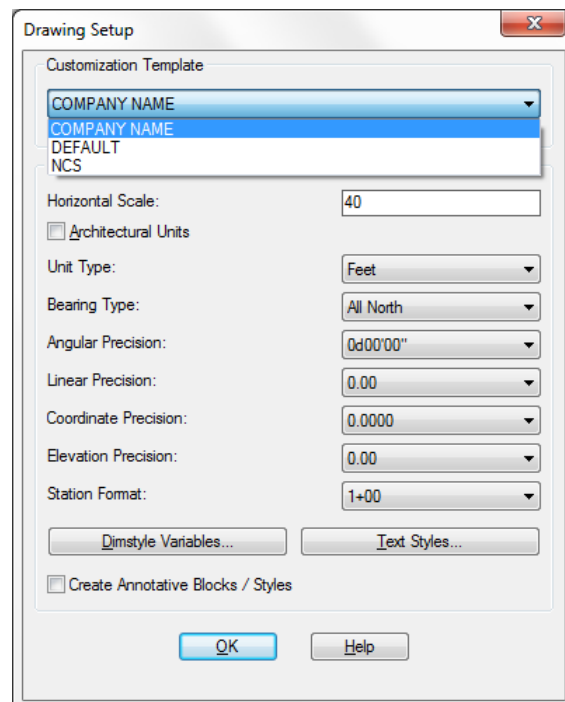 Drawing Setup
Customization Template
COMPANY NAME
COMPANY NAME
DEFAULT
NCS
Horizontal Scale: 40
Architectural Units
Unit Type: Feet
Bearing Type: All North
Angular Precision: 0d00'00"
Linear Precision: 0.00
Coordinate Precision: 0.0000
Elevation Precision: 0.00
Station Format: 1+00
Dimstyle Variables... Text Styles...
Create Annotative Blocks / Styles
OK Help